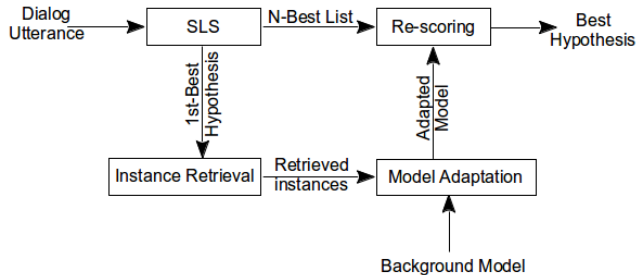 Dialog
Utterance
SLS
N-Best List
Re-scoring
Best
Hypothesis
1st-Best
Hypothesis
Adapted
Model
Instance Retrieval
Retrieved
instances
Model Adaptation
Background Model